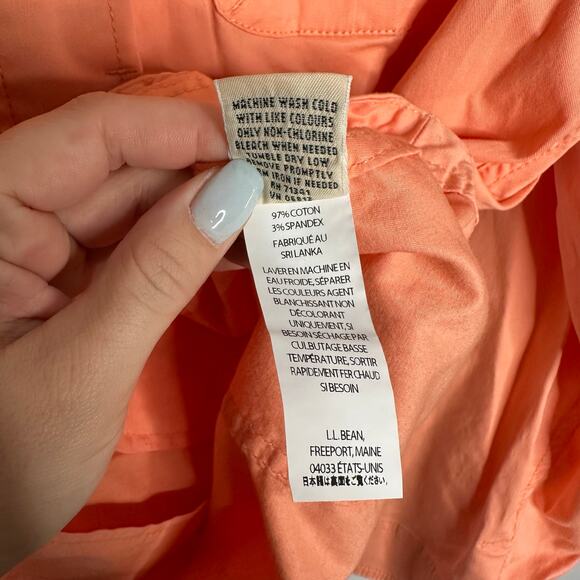 MACHINE WASH COLD
WITH LIKE COLOURS
ONLY NON-CHLORINE
BLEACH WHEN NEEDED
TUMBLE DRY LOW
REMOVE PROMPTLY
IRON IF NEEDED
RN 71341
97% COTON
3% SPANDEX
FABRIQUÉ AU
SRI LANKA
LAVER EN MACHINE EN
EAU FROIDE, SÉPARER
LES COULEURS AGENT
BLANCHISSANT NON
DÉCOLORANT
UNIQUEMENT, SI
BESOIN SÉCHAGE PAR
CULBUTAGE BASSE
TEMPÉRATURE, SORTIR
RAPIDEMENT FER CHAUD
SI BESOIN
L.L.BEAN,
FREEPORT, MAINE
04033 ÉTATS-UNIS
日本語は裏面をご覧ください